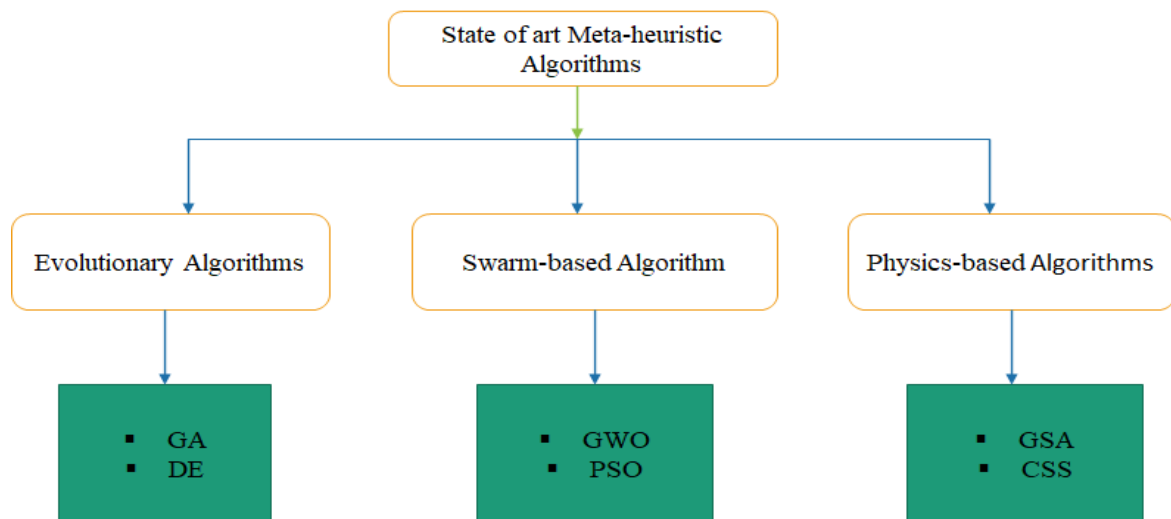 State of art Meta-heuristic
Algorithms
Evolutionary Algorithms
Swarm-based Algorithm
Physics-based Algorithms
▪ GA
▪ DE
▪ GWO
▪ PSO
▪ GSA
▪ CSS